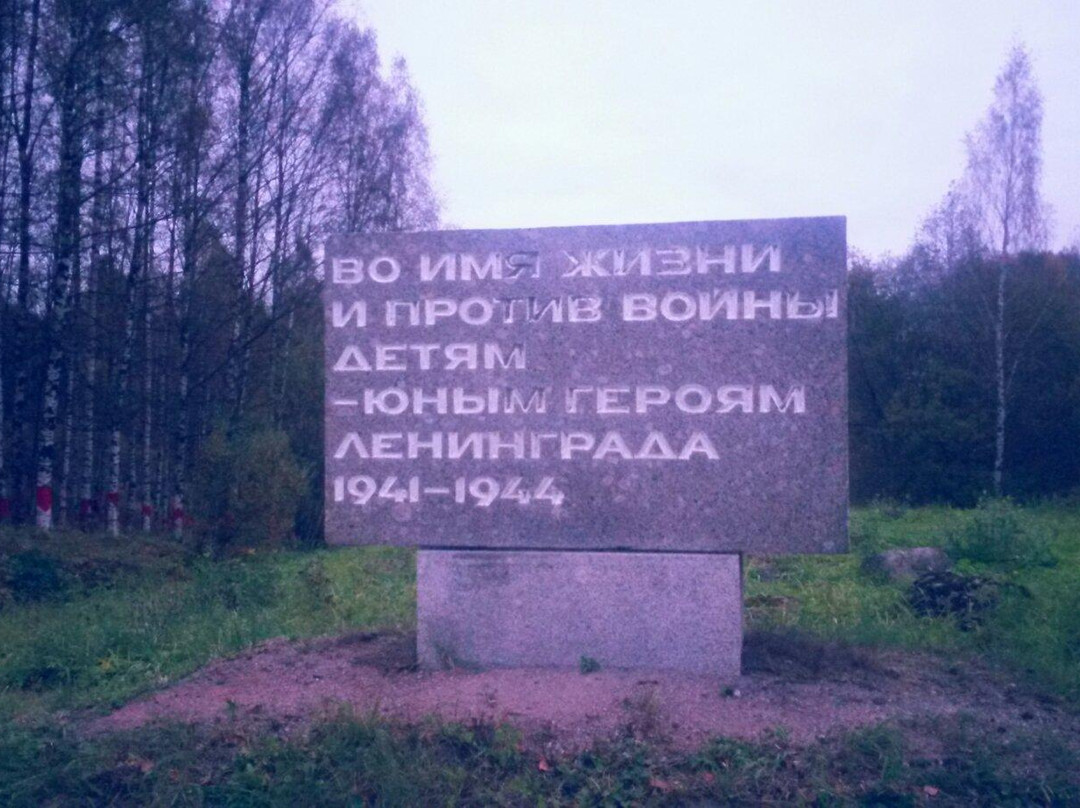 ВО ИМЯ ЖИЗНИ
И ПРОТИВ ВОЙНЫ
ДЕТЯМ
-ЮНЫМ ГЕРОЯМ
ЛЕНИНГРАДА
1941-1944